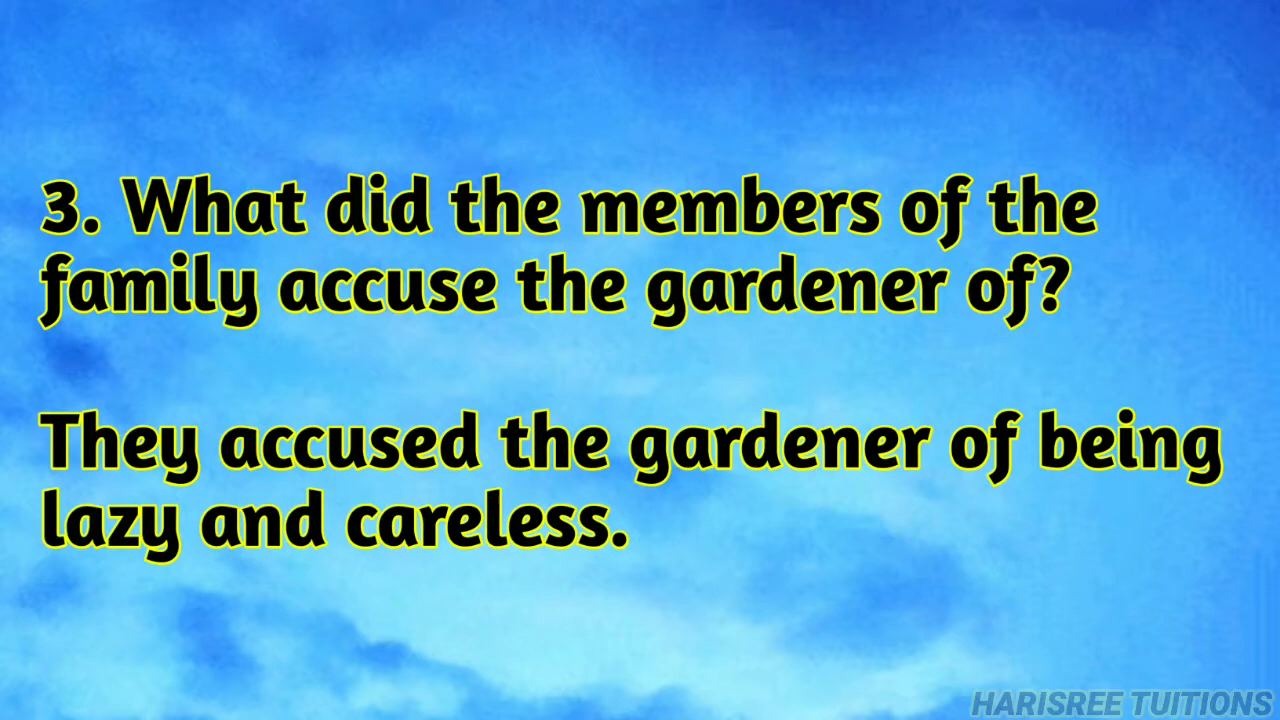 3. What did the members of the
family accuse the gardener of?
They accused the gardener of being
lazy and careless.
HARISREE TUITIONS